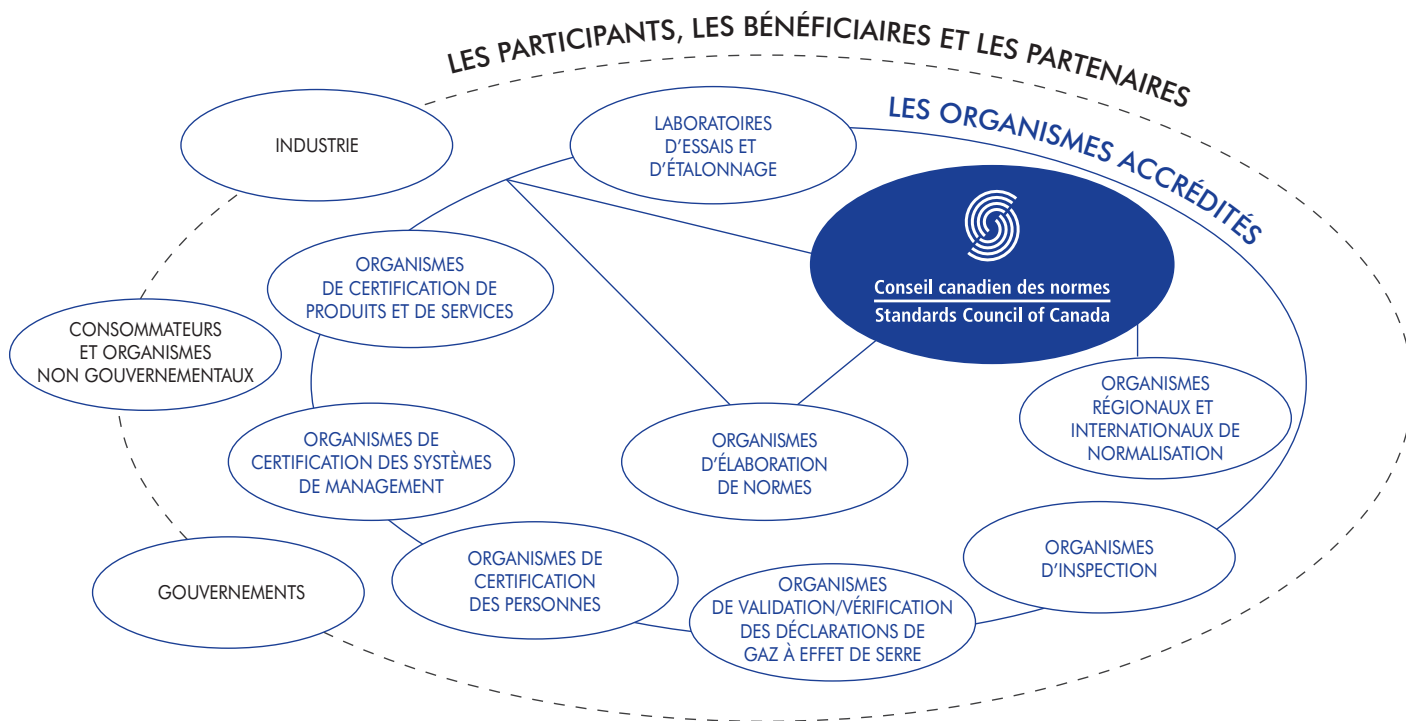 LES PARTICIPANTS, LES BÉNÉFICIAIRES ET LES PARTENAIRES
LES ORGANISMES ACCRÉDITÉS
INDUSTRIE
LABORATOIRES
D'ESSAIS ET
D'ÉTALONNAGE
ORGANISMES
DE CERTIFICATION DE
PRODUITS ET DE SERVICES
Conseil canadien des normes
Standards Council of Canada
CONSOMMATEURS
ET ORGANISMES
NON GOUVERNEMENTAUX
ORGANISMES
RÉGIONAUX ET
INTERNATIONAUX DE
NORMALISATION
ORGANISMES DE
CERTIFICATION DES SYSTÈMES
DE MANAGEMENT
ORGANISMES
D'ÉLABORATION
DE NORMES
GOUVERNEMENTS
ORGANISMES DE
CERTIFICATION
DES PERSONNES
ORGANISMES
DE VALIDATION/VÉRIFICATION
DES DÉCLARATIONS DE
GAZ À EFFET DE SERRE
ORGANISMES
D'INSPECTION